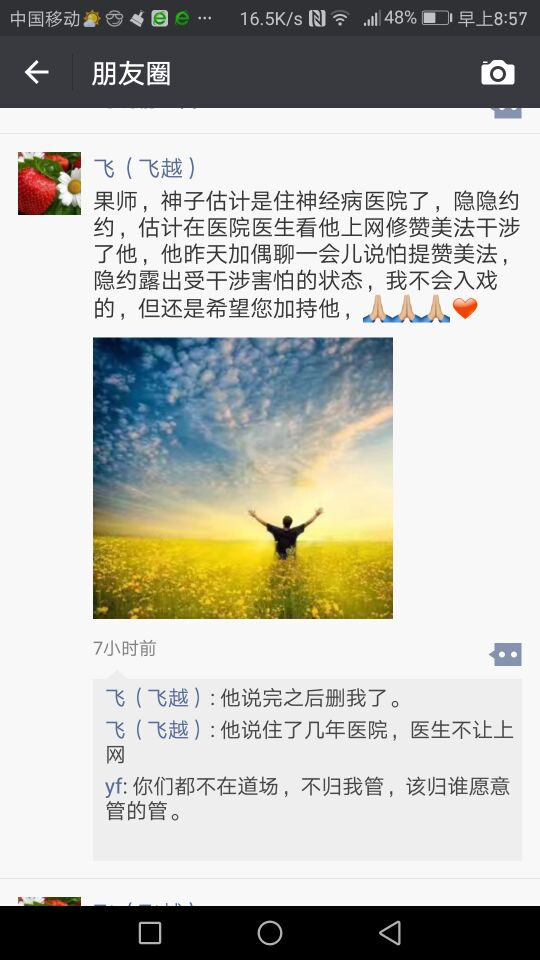 中国移动 16.5K/s 48% 早上8:57
朋友圈
飞（飞越）
果师，神子估计是住神经病医院了，隐隐约
约，估计在医院医生看他上网修赞美法干涉
了他，他昨天加偶聊一会儿说怕提赞美法，
隐约露出受干涉害怕的状态，我不会入戏
的，但还是希望您加持他，🙏🙏🙏❤️
7小时前
飞（飞越）: 他说完之后删我了。
飞（飞越）: 他说住了几年医院，医生不让上
网
yf: 你们都不在道场，不归我管，该归谁愿意
管的管。